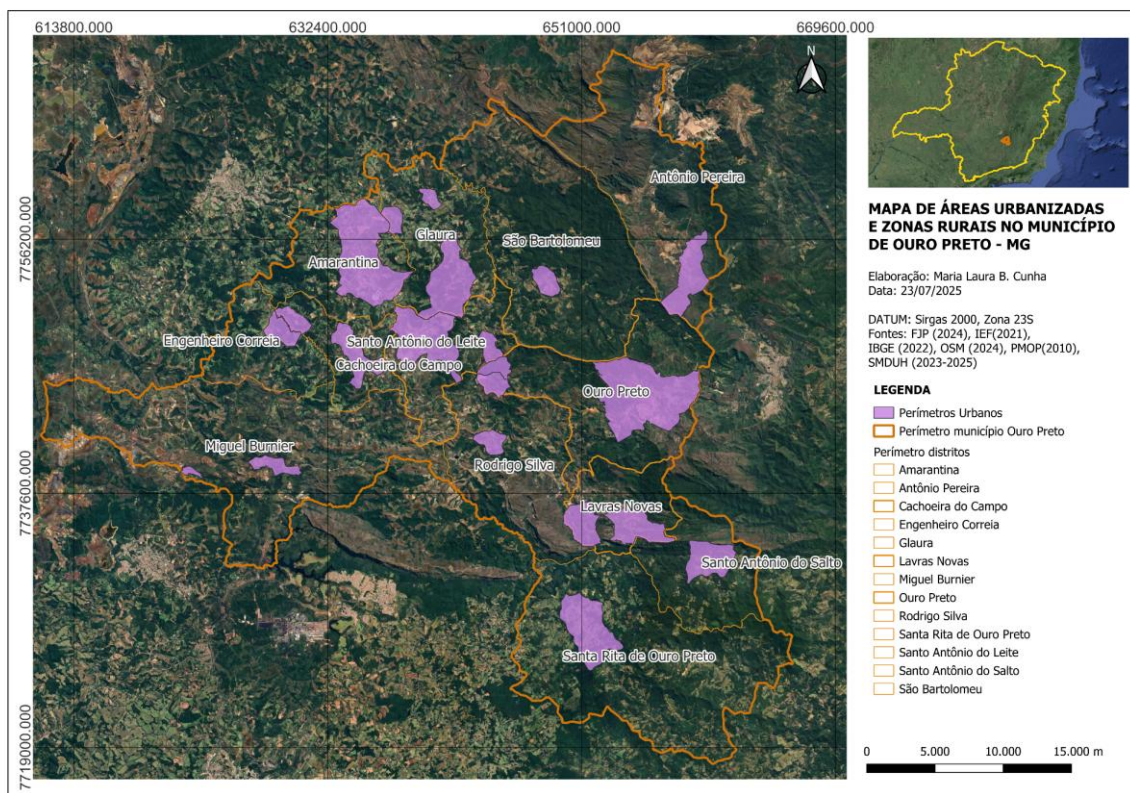 613800.000
632400.000
651000.000
669600.000
7756200.000
7737600.000
7719000.000
N
Antônio Pereira
Glaura
São Bartolomeu
Amarantina
Engenheiro Correia
Santo Antônio do Leite
Cachoeira do Campo
Ouro Preto
Miguel Burnier
Rodrigo Silva
Lavras Novas
Santo Antônio do Salto
Santa Rita de Ouro Preto
MAPA DE ÁREAS URBANIZADAS
E ZONAS RURAIS NO MUNICÍPIO
DE OURO PRETO - MG
Elaboração: Maria Laura B. Cunha
Data: 23/07/2025
DATUM: Sirgas 2000, Zona 23S
Fontes: FJP (2024), IEF(2021),
IBGE (2022), OSM (2024), PMOP(2010),
SMDUH (2023-2025)
LEGENDA
Perímetros Urbanos
Perímetro município Ouro Preto
Perímetro distritos
Amarantina
Antônio Pereira
Cachoeira do Campo
Engenheiro Correia
Glaura
Lavras Novas
Miguel Burnier
Ouro Preto
Rodrigo Silva
Santa Rita de Ouro Preto
Santo Antônio do Leite
Santo Antônio do Salto
São Bartolomeu
0 5.000 10.000 15.000 m